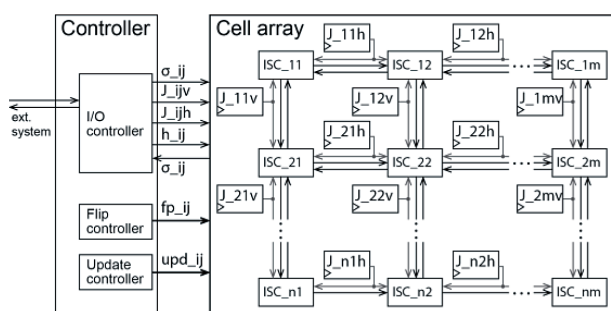 Controller
Cell array
J_11h
J_12h
ISC_11
ISC_12
ISC_1m
σ_ij
J_ijv
J_ijh
h_ij
σ_ij
I/O
controller
ext.
system
J_11v
J_12v
J_1mv
J_21h
J_22h
ISC_21
ISC_22
ISC_2m
J_21v
J_22v
J_2mv
Flip
controller
fp_ij
Update
controller
upd_ij
J_n1h
J_n2h
ISC_n1
ISC_n2
ISC_nm